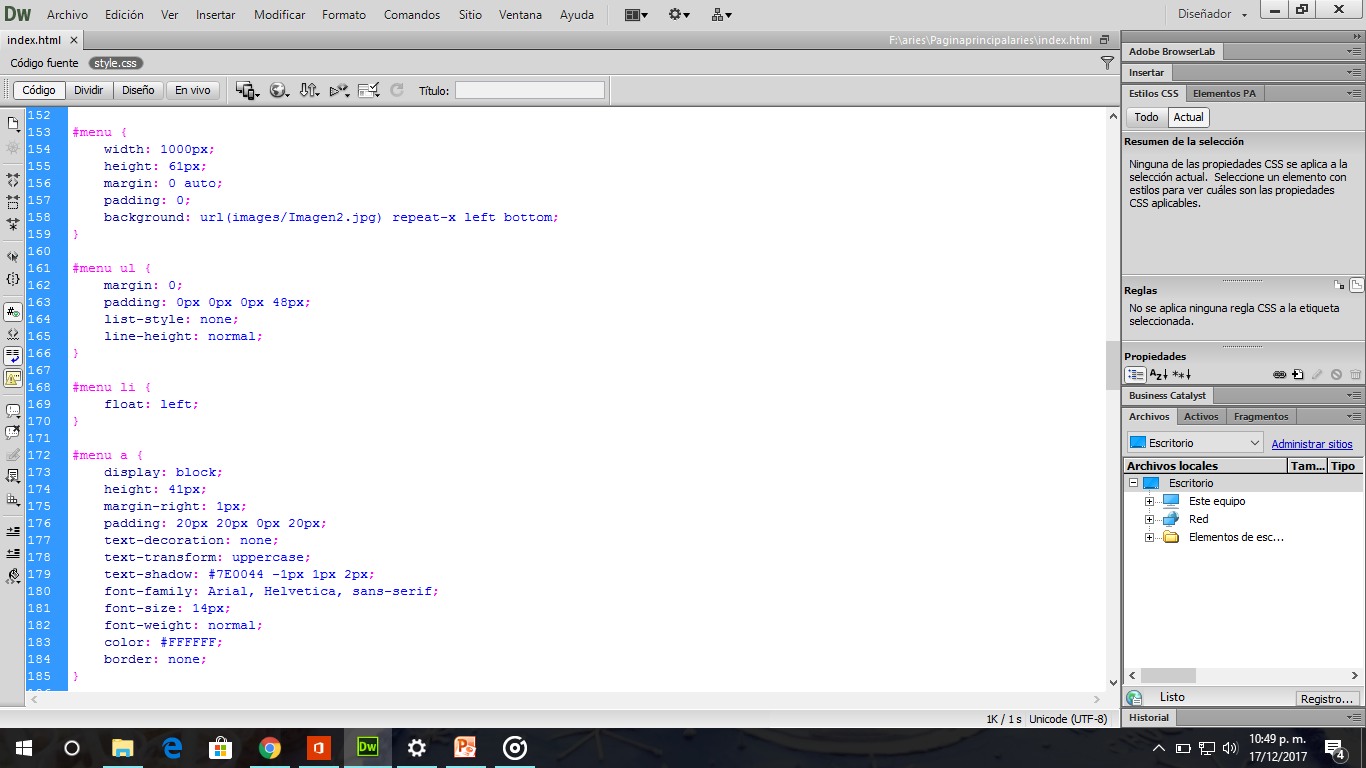 Dw Archivo Edición Ver Insertar Modificar Formato Comandos Sitio Ventana Ayuda Diseñador
index.html × F:\aries\Paginaprincipalaries\index.html
Código fuente style.css
Código Dividir Diseño En vivo Título:
152
153 #menu {
154 width: 1000px;
155 height: 61px;
156 margin: 0 auto;
157 padding: 0;
158 background: url(images/Imagen2.jpg) repeat-x left bottom;
159 }
160
161 #menu ul {
162 margin: 0;
163 padding: 0px 0px 0px 48px;
164 list-style: none;
165 line-height: normal;
166 }
167
168 #menu li {
169 float: left;
170 }
171
172 #menu a {
173 display: block;
174 height: 41px;
175 margin-right: 1px;
176 padding: 20px 20px 0px 20px;
177 text-decoration: none;
178 text-transform: uppercase;
179 text-shadow: #7E0044 -1px 1px 2px;
180 font-family: Arial, Helvetica, sans-serif;
181 font-size: 14px;
182 font-weight: normal;
183 color: #FFFFFF;
184 border: none;
185 }
1K / 1 s Unicode (UTF-8)
Adobe BrowserLab
Insertar
Estilos CSS Elementos PA
Todo Actual
Resumen de la selección
Ninguna de las propiedades CSS se aplica a la
selección actual. Seleccione un elemento con
estilos para ver cuáles son las propiedades
CSS aplicables.
Reglas
No se aplica ninguna regla CSS a la etiqueta
seleccionada.
Propiedades
Business Catalyst
Archivos Activos Fragmentos
Escritorio Administrar sitios
Archivos locales Tam... Tipo
Escritorio
Este equipo
Red
Elementos de esc...
Listo Registro...
Historial
Dw
10:49 p. m.
17/12/2017
4